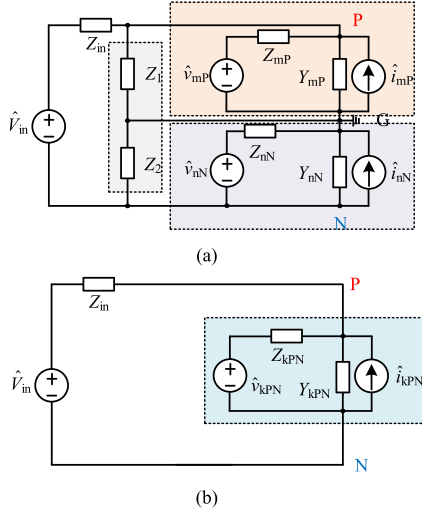 P
Z_in
Z_mP
Z_1
v̂_mP
Y_mP
î_mP
V̂_in
G
Z_2
Z_nN
v̂_nN
Y_nN
î_nN
N
(a)
P
Z_in
Z_kPN
V̂_in
v̂_kPN
Y_kPN
î_kPN
N
(b)